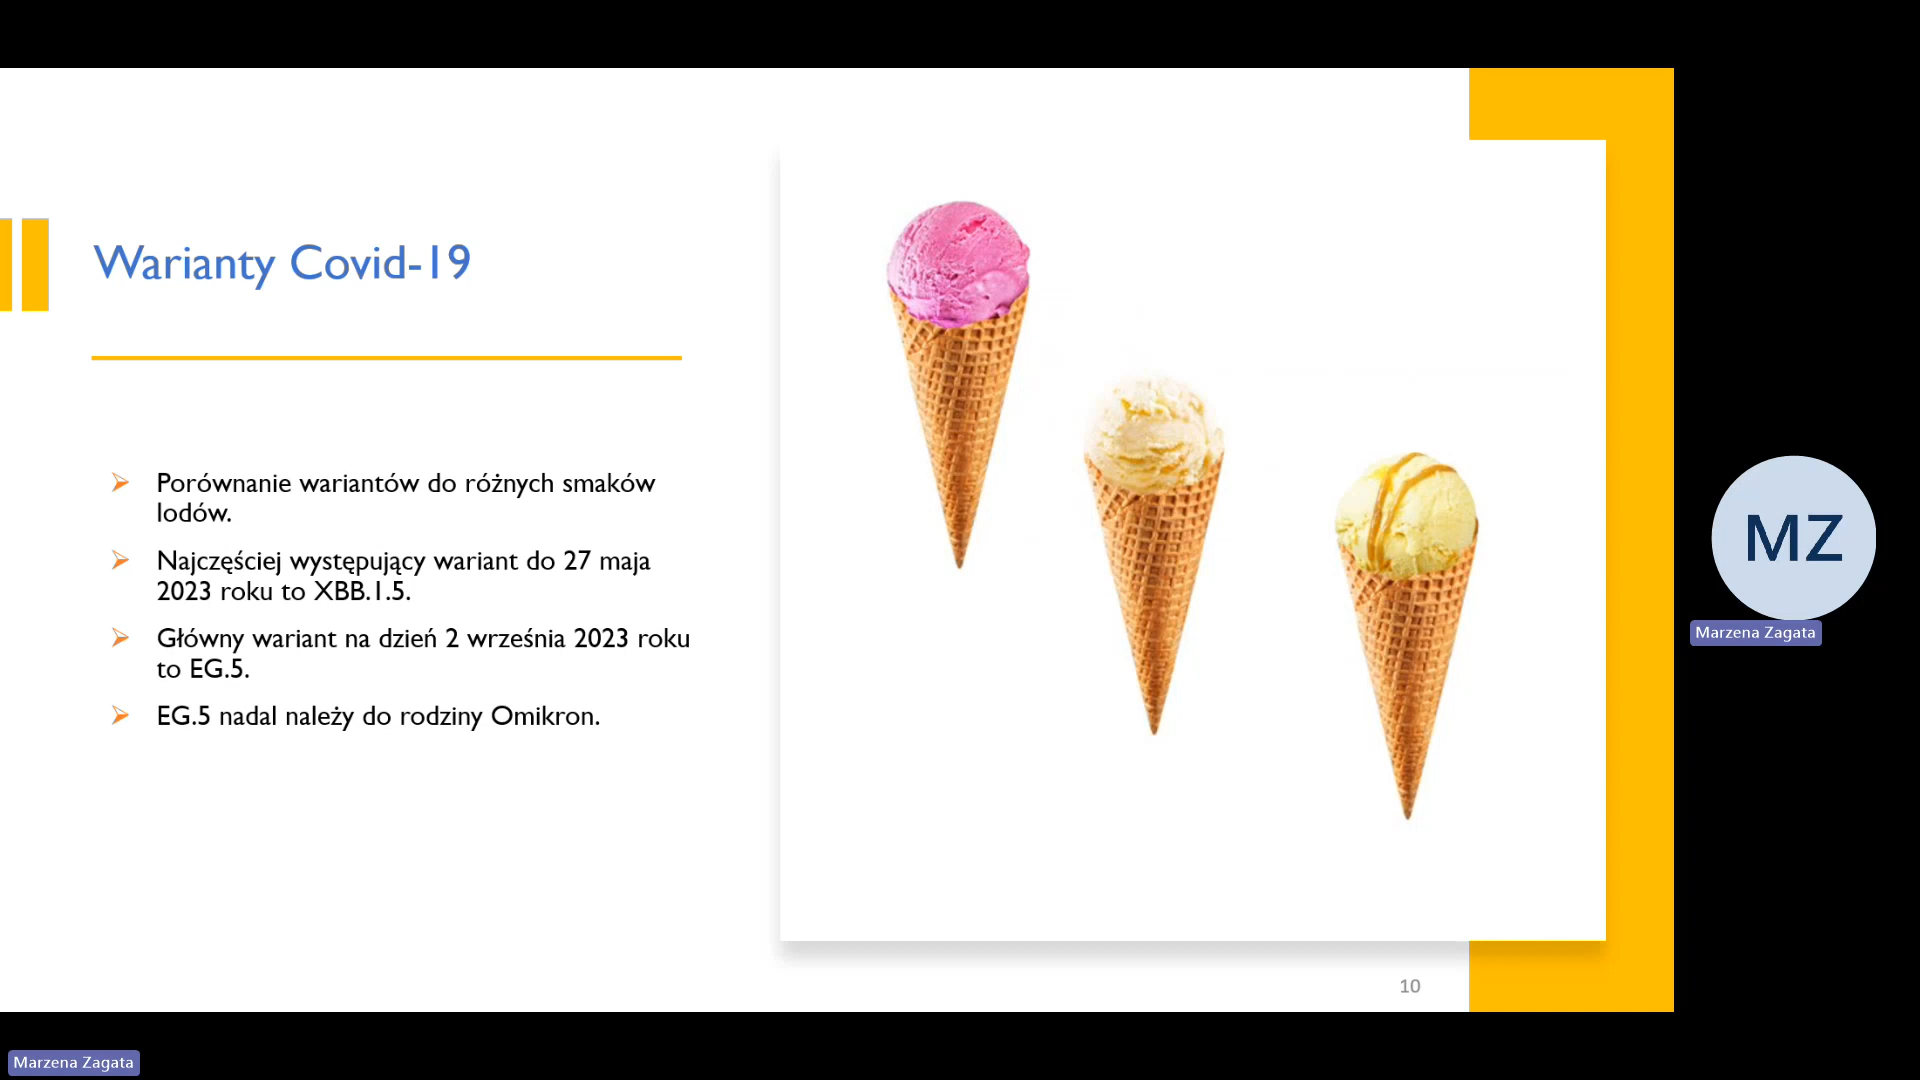 Warianty Covid-19
Porównanie wariantów do różnych smaków
lodów.
Najczęściej występujący wariant do 27 maja
2023 roku to XBB.1.5.
Główny wariant na dzień 2 września 2023 roku
to EG.5.
EG.5 nadal należy do rodziny Omikron.
10
MZ
Marzena Zagata
Marzena Zagata